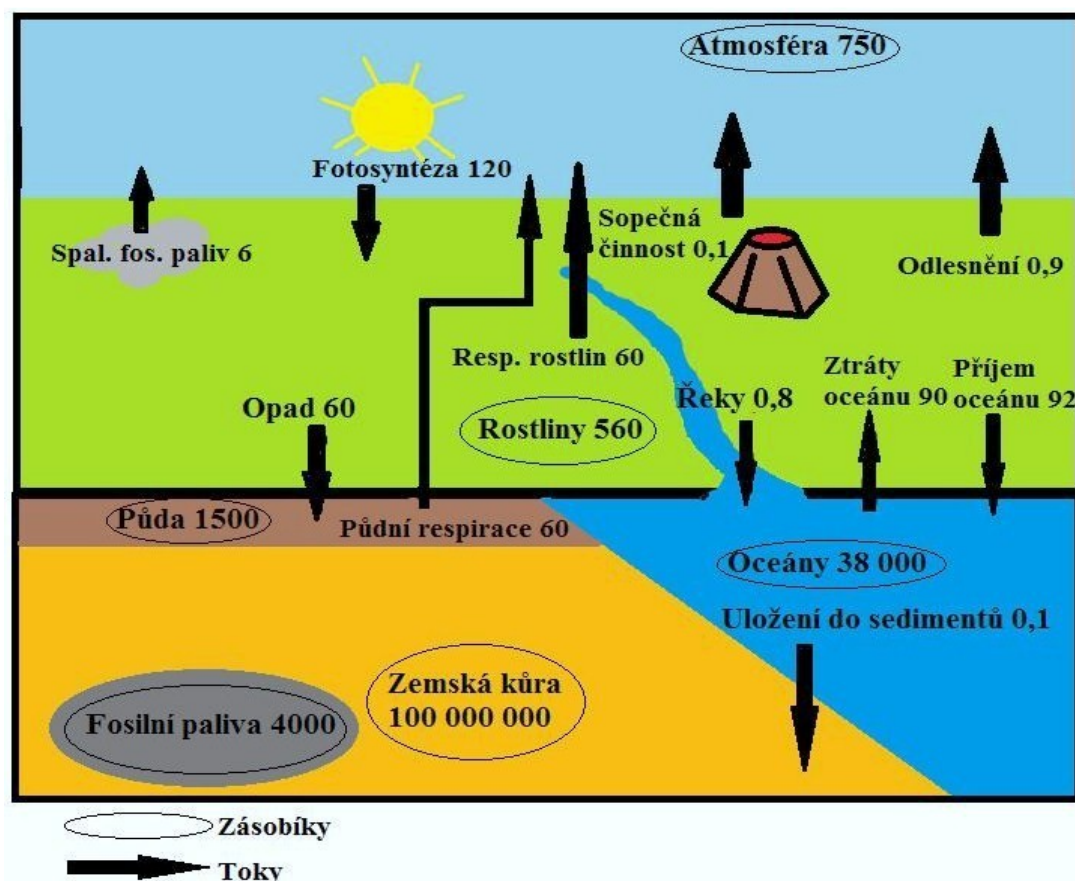 Atmosféra 750
Fotosyntéza 120
Spal. fos. paliv 6
Sopečná
činnost 0,1
Odlesnění 0,9
Resp. rostlin 60
Ztráty
oceánu 90
Příjem
oceánu 92
Opad 60
Řeky 0,8
Rostliny 560
Půda 1500
Půdní respirace 60
Oceány 38 000
Uložení do sedimentů 0,1
Zemská kůra
100 000 000
Fosilní paliva 4000
Zásobíky
Toky